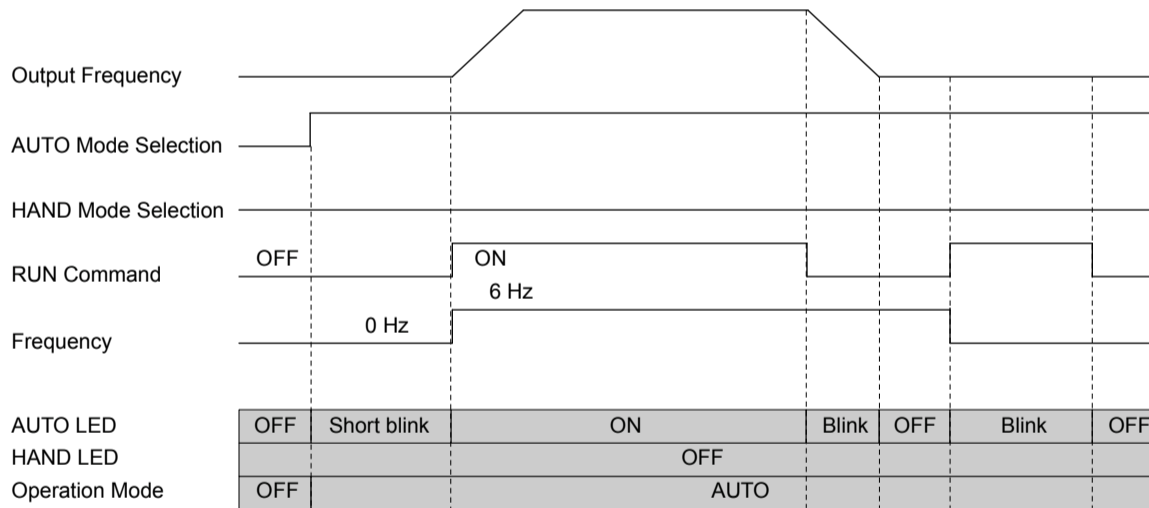 Output Frequency
AUTO Mode Selection
HAND Mode Selection
OFF ON
RUN Command
6 Hz
0 Hz
Frequency
AUTO LED OFF Short blink ON Blink OFF Blink OFF
HAND LED OFF
Operation Mode OFF AUTO